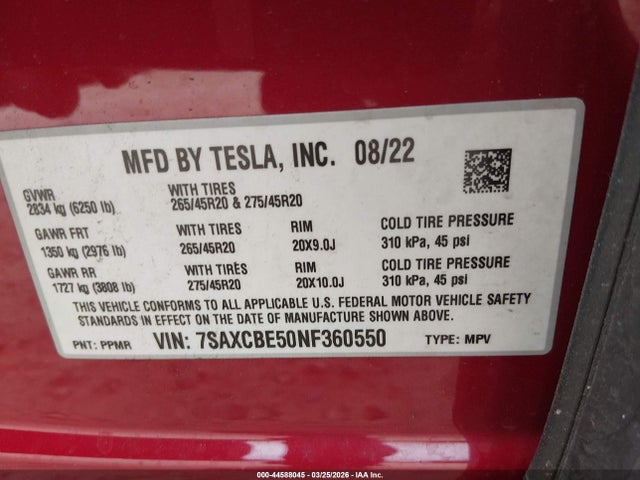 MFD BY TESLA, INC. 08/22
GVWR
2834 kg (6250 lb)
WITH TIRES
265/45R20 & 275/45R20
GAWR FRT
1350 kg (2976 lb)
WITH TIRES
265/45R20
RIM
20X9.0J
COLD TIRE PRESSURE
310 kPa, 45 psi
GAWR RR
1727 kg (3808 lb)
WITH TIRES
275/45R20
RIM
20X10.0J
COLD TIRE PRESSURE
310 kPa, 45 psi
THIS VEHICLE CONFORMS TO ALL APPLICABLE U.S. FEDERAL MOTOR VEHICLE SAFETY
STANDARDS IN EFFECT ON THE DATE OF MANUFACTURE SHOWN ABOVE.
PNT: PPMR VIN: 7SAXCBE50NF360550 TYPE: MPV
000-44588045 - 03/25/2026 - IAA Inc.